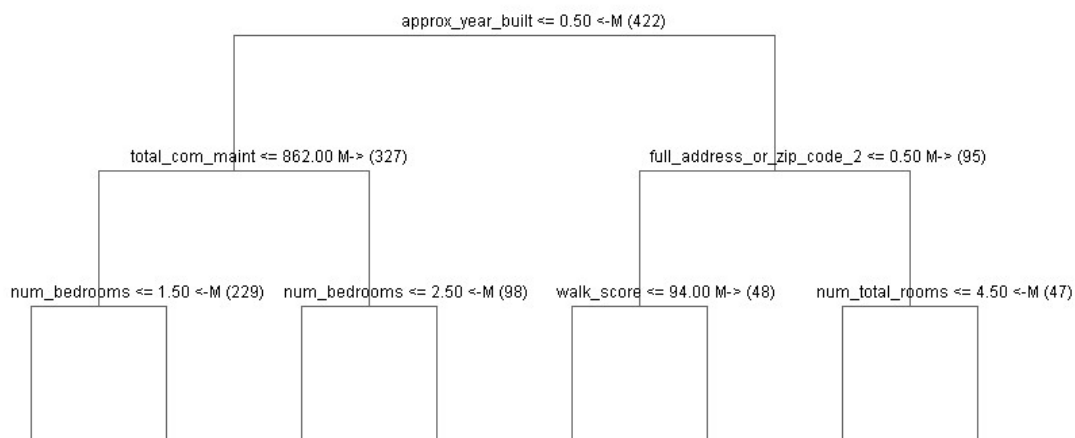 approx_year_built <= 0.50 <-M (422)
total_com_maint <= 862.00 M-> (327)
full_address_or_zip_code_2 <= 0.50 M-> (95)
num_bedrooms <= 1.50 <-M (229)
num_bedrooms <= 2.50 <-M (98)
walk_score <= 94.00 M-> (48)
num_total_rooms <= 4.50 <-M (47)